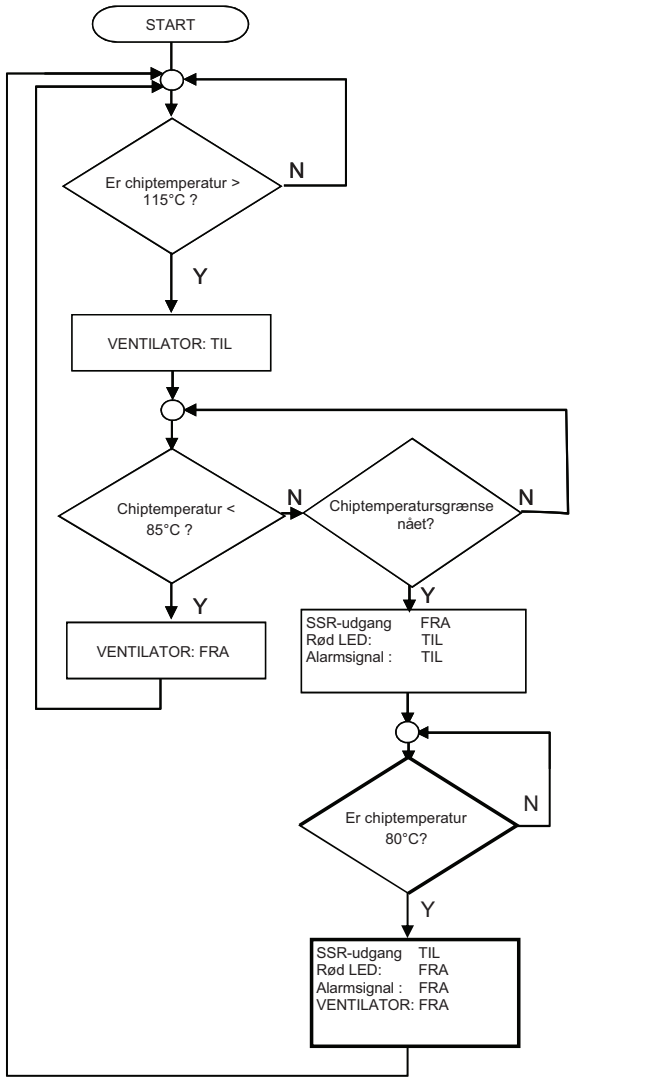 START
Er chiptemperatur >
115°C ?
N
Y
VENTILATOR: TIL
Chiptemperatur <
85°C ?
N
Chiptemperatursgrænse
nået?
N
Y
Y
VENTILATOR: FRA
SSR-udgang FRA
Rød LED: TIL
Alarmsignal : TIL
Er chiptemperatur
80°C?
N
Y
SSR-udgang TIL
Rød LED: FRA
Alarmsignal : FRA
VENTILATOR: FRA